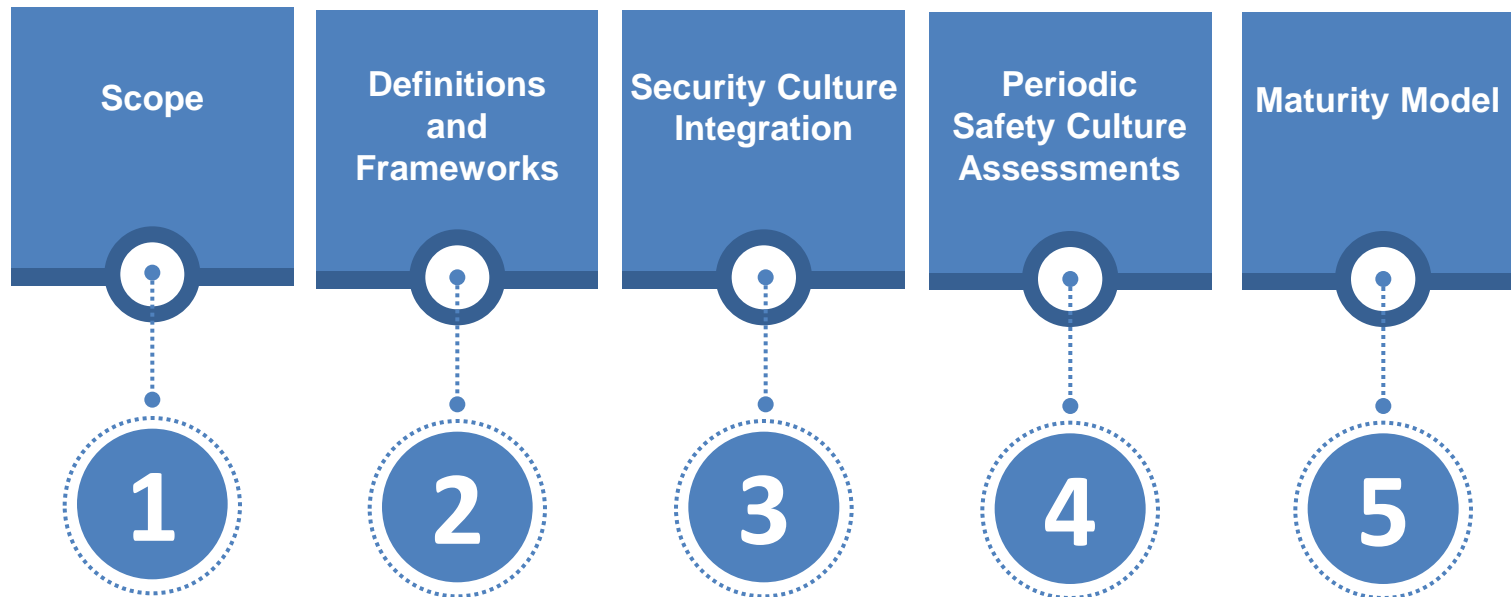 Scope
Definitions
and
Frameworks
Security Culture
Integration
Periodic
Safety Culture
Assessments
Maturity Model
1
2
3
4
5